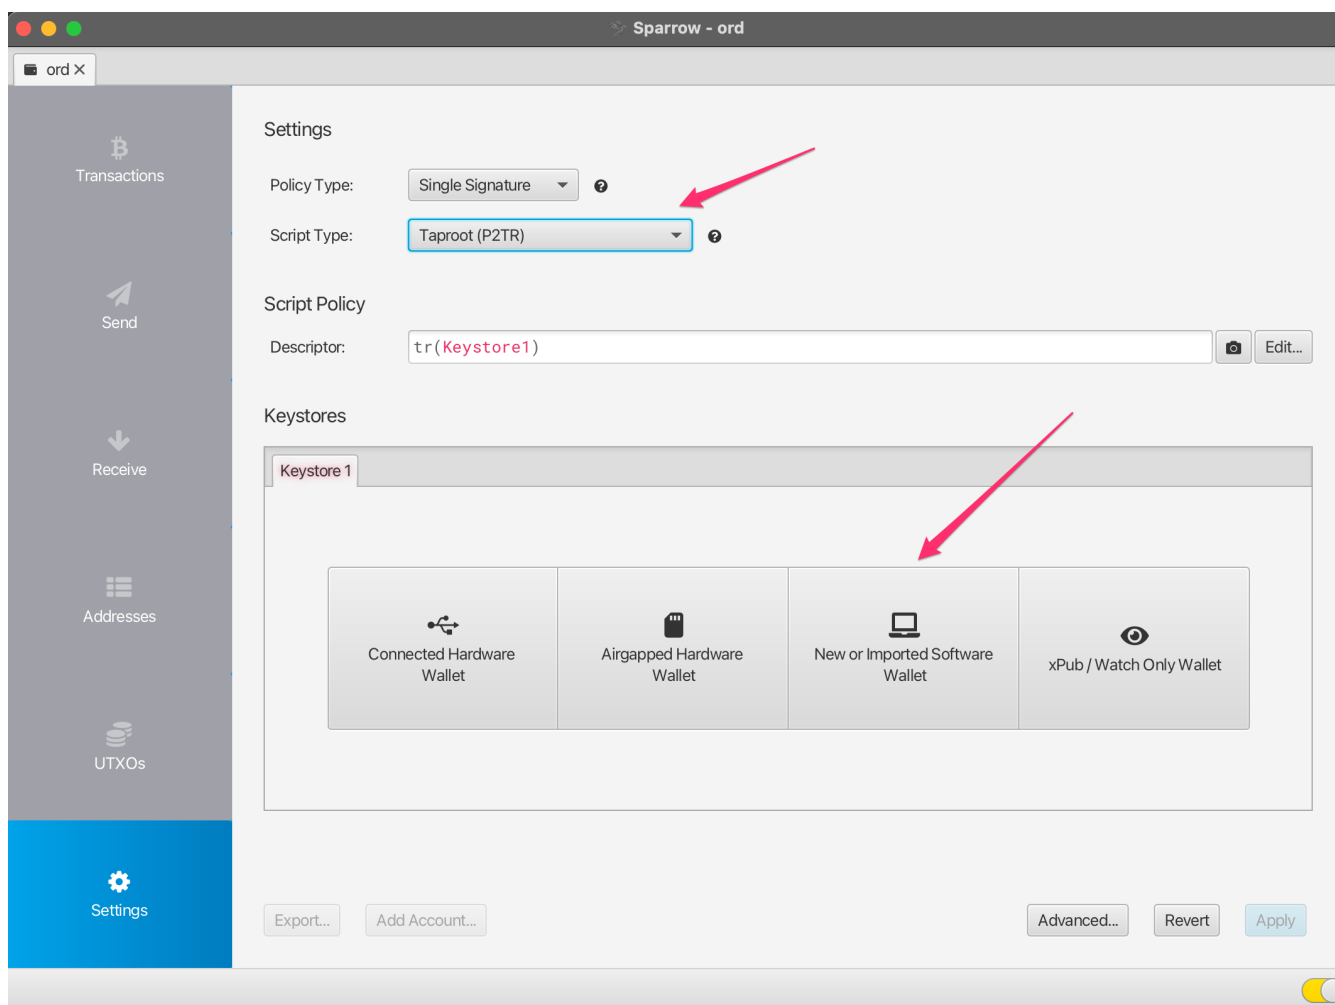 Sparrow - ord
ord
Transactions
Send
Receive
Addresses
UTXOs
Settings
Settings
Policy Type:
Single Signature
Script Type:
Taproot (P2TR)
Script Policy
Descriptor:
tr(Keystore1)
Edit...
Keystores
Keystore 1
Connected Hardware
Wallet
Airgapped Hardware
Wallet
New or Imported Software
Wallet
xPub / Watch Only Wallet
Export...
Add Account...
Advanced...
Revert
Apply